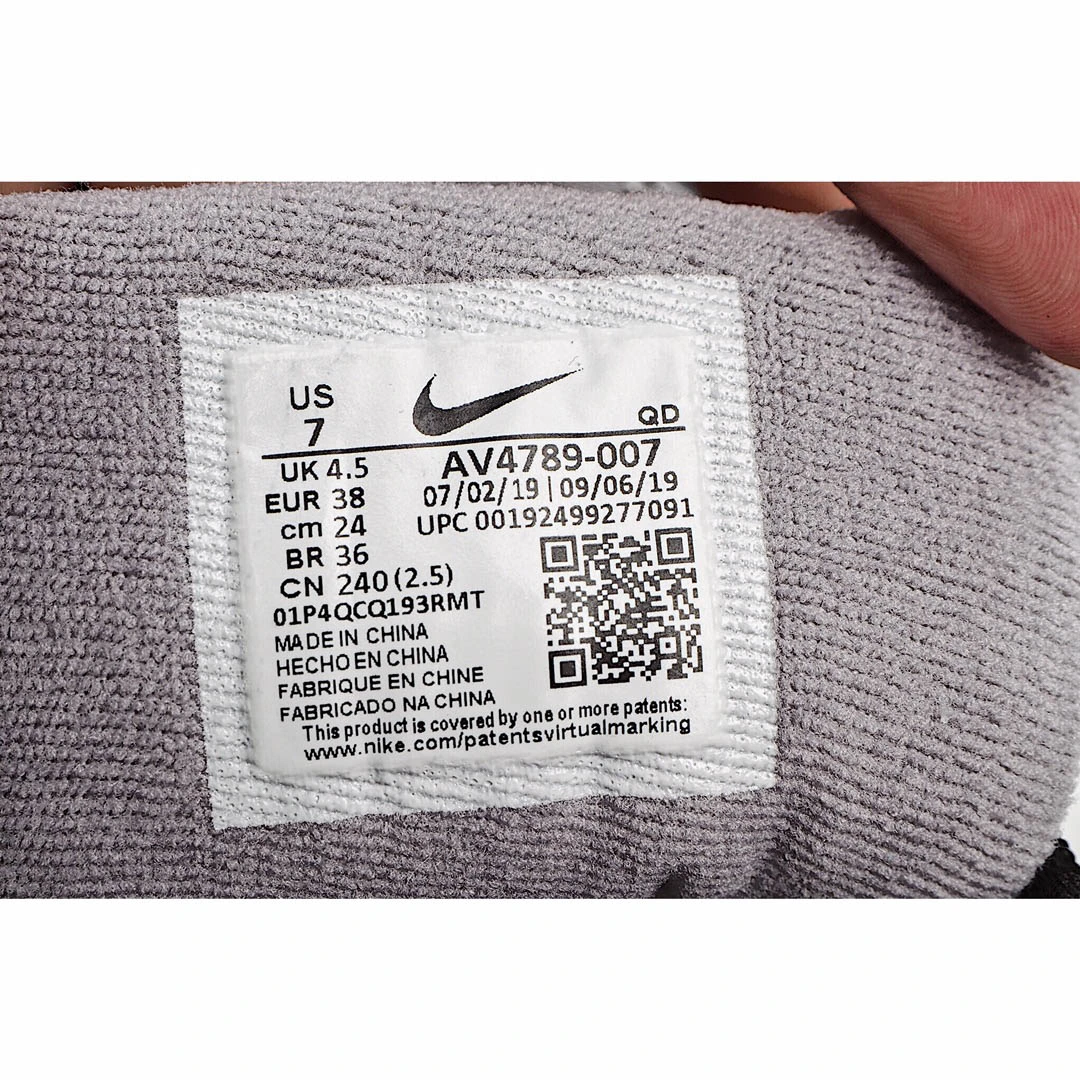 US
7
QD
UK 4.5
AV4789-007
EUR 38
07/02/19 | 09/06/19
cm 24
UPC 00192499277091
BR 36
CN 240 (2.5)
01P4QCQ193RMT
MADE IN CHINA
HECHO EN CHINA
FABRIQUE EN CHINE
FABRICADO NA CHINA
This product is covered by one or more patents:
www.nike.com/patentsvirtualmarking